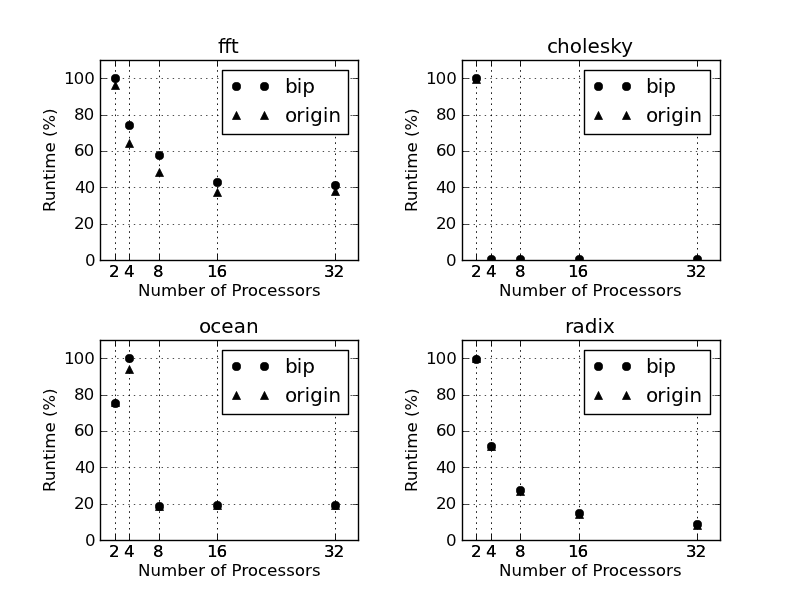 fft
100
80
60
40
20
0
Runtime (%)
bip
origin
2 4 8 16 32
Number of Processors
cholesky
100
80
60
40
20
0
Runtime (%)
bip
origin
2 4 8 16 32
Number of Processors
ocean
100
80
60
40
20
0
Runtime (%)
bip
origin
2 4 8 16 32
Number of Processors
radix
100
80
60
40
20
0
Runtime (%)
bip
origin
2 4 8 16 32
Number of Processors